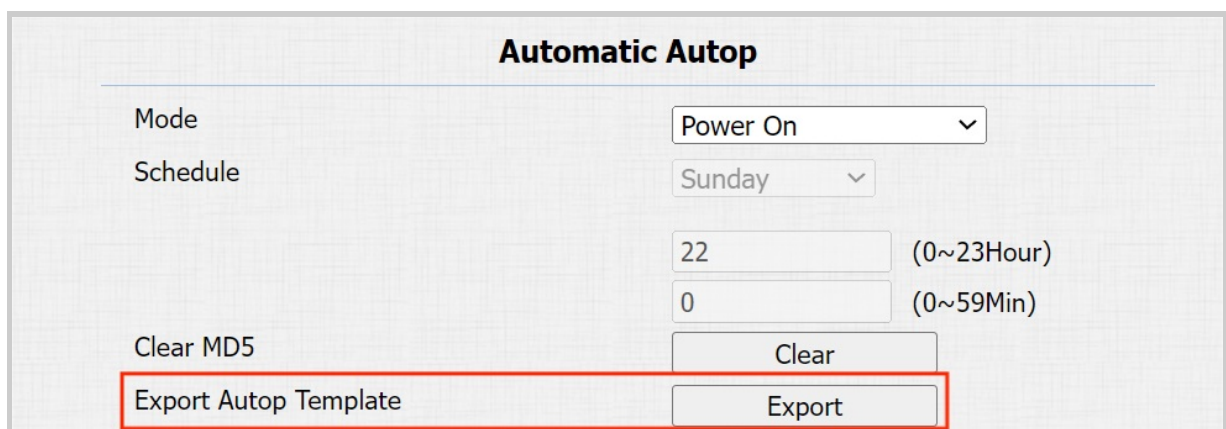 Automatic Autop
Mode Power On
Schedule Sunday
22 (0~23Hour)
0 (0~59Min)
Clear MD5 Clear
Export Autop Template Export